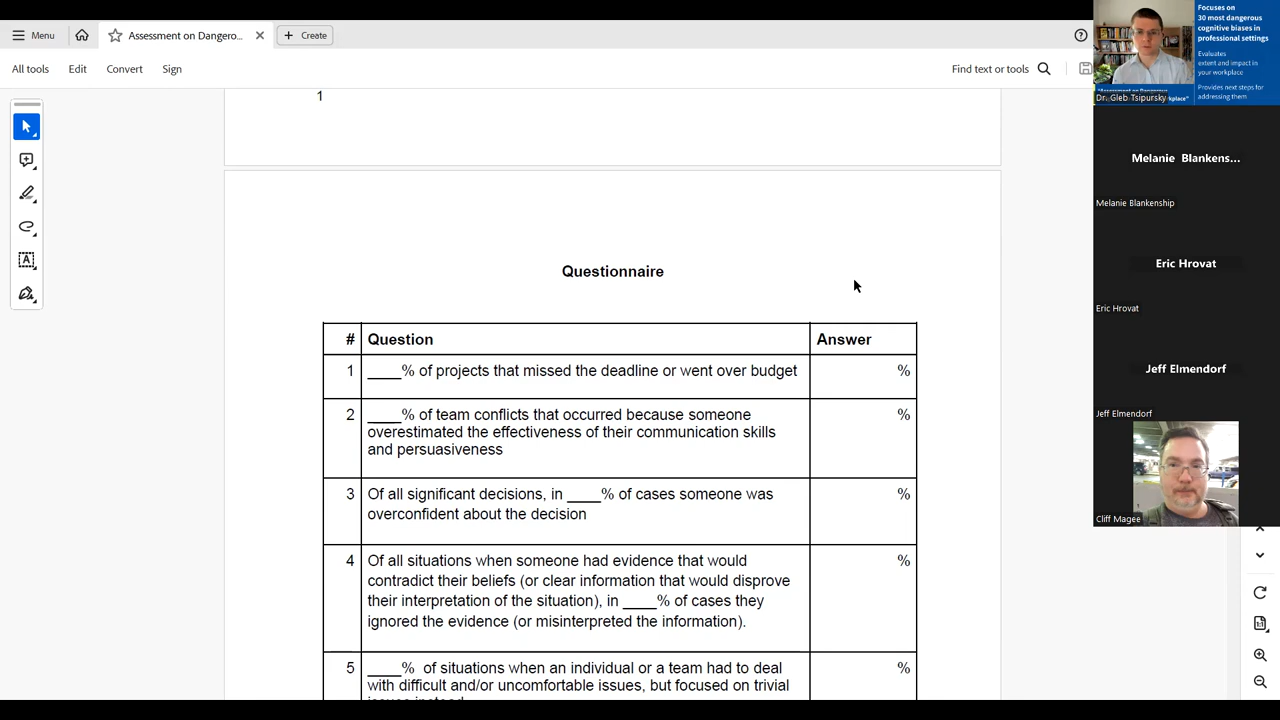 Menu
Assessment on Dangero...
Create
All tools
Edit
Convert
Sign
Find text or tools
1
Questionnaire
# Question Answer
1 ____% of projects that missed the deadline or went over budget %
2 ____% of team conflicts that occurred because someone %
overestimated the effectiveness of their communication skills
and persuasiveness
3 Of all significant decisions, in ____% of cases someone was %
overconfident about the decision
4 Of all situations when someone had evidence that would %
contradict their beliefs (or clear information that would disprove
their interpretation of the situation), in ____% of cases they
ignored the evidence (or misinterpreted the information).
5 ____% of situations when an individual or a team had to deal %
with difficult and/or uncomfortable issues, but focused on trivial
Focuses on
30 most dangerous
cognitive biases in
professional settings
Evaluates
extent and impact in
your workplace
Provides next steps for
addressing them
Dr. Gleb Tsipursky
Melanie Blankens...
Melanie Blankenship
Eric Hrovat
Eric Hrovat
Jeff Elmendorf
Jeff Elmendorf
Cliff Magee